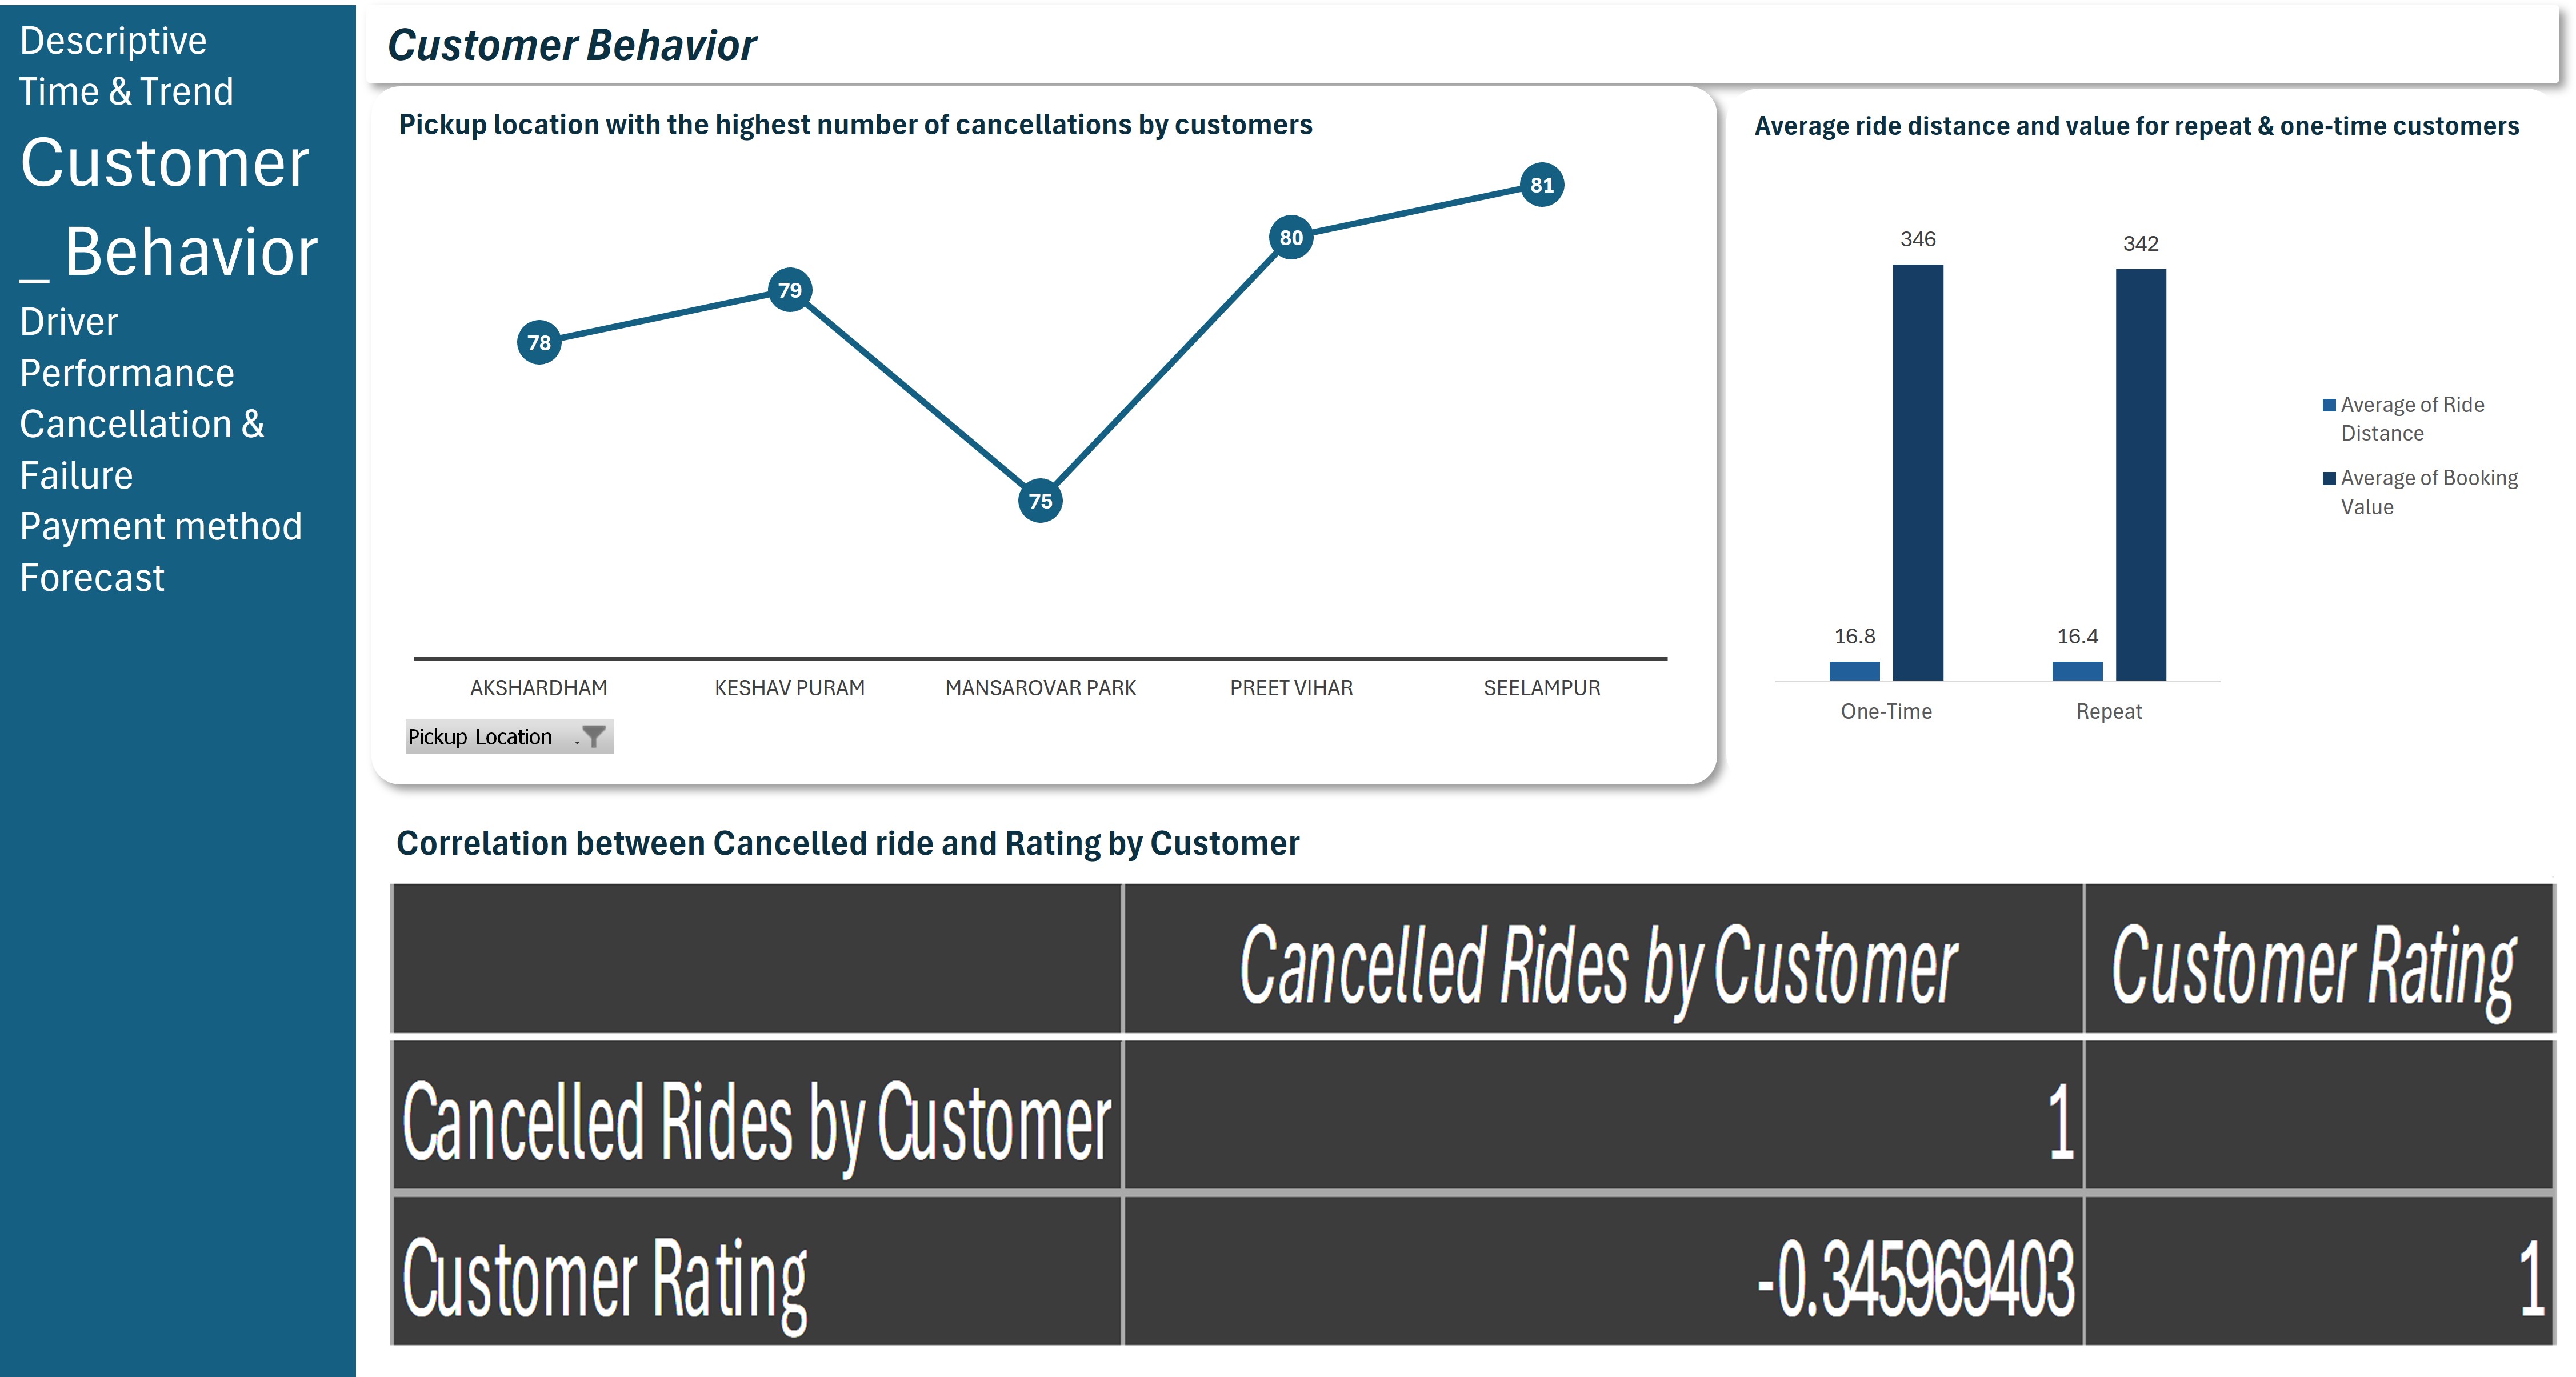 Descriptive
Time & Trend
Customer
_ Behavior
Driver
Performance
Cancellation &
Failure
Payment method
Forecast
Customer Behavior
Pickup location with the highest number of cancellations by customers
81
80
79
78
75
AKSHARDHAM KESHAV PURAM MANSAROVAR PARK PREET VIHAR SEELAMPUR
Pickup Location
Average ride distance and value for repeat & one-time customers
346 342
16.8 16.4
One-Time Repeat
Average of Ride
Distance
Average of Booking
Value
Correlation between Cancelled ride and Rating by Customer
Cancelled Rides by Customer Customer Rating
Cancelled Rides by Customer 1
Customer Rating -0.345969403 1